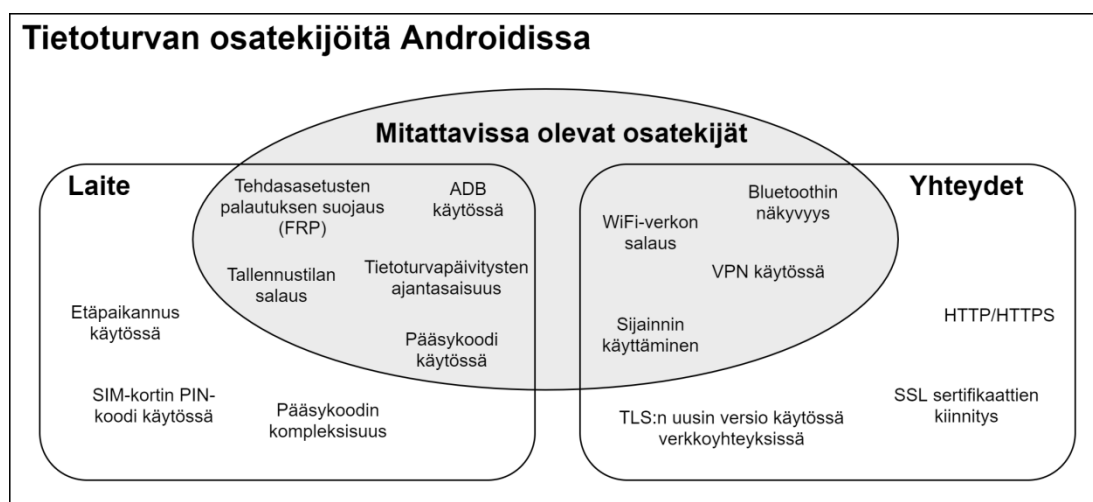 Tietoturvan osatekijöitä Androidissa
Mitattavissa olevat osatekijät
Laite
Tehdasasetusten
palautuksen suojaus
(FRP)
ADB
käytössä
Tallennustilan
salaus
Tietoturvapäivitysten
ajantasaisuus
Etäpaikannus
käytössä
Pääsykoodi
käytössä
SIM-kortin PIN-
koodi käytössä
Pääsykoodin
kompleksisuus
Yhteydet
Bluetoothin
näkyvyys
WiFi-verkon
salaus
VPN käytössä
Sijainnin
käyttäminen
HTTP/HTTPS
TLS:n uusin versio käytössä
verkkoyhteyksissä
SSL sertifikaattien
kiinnitys